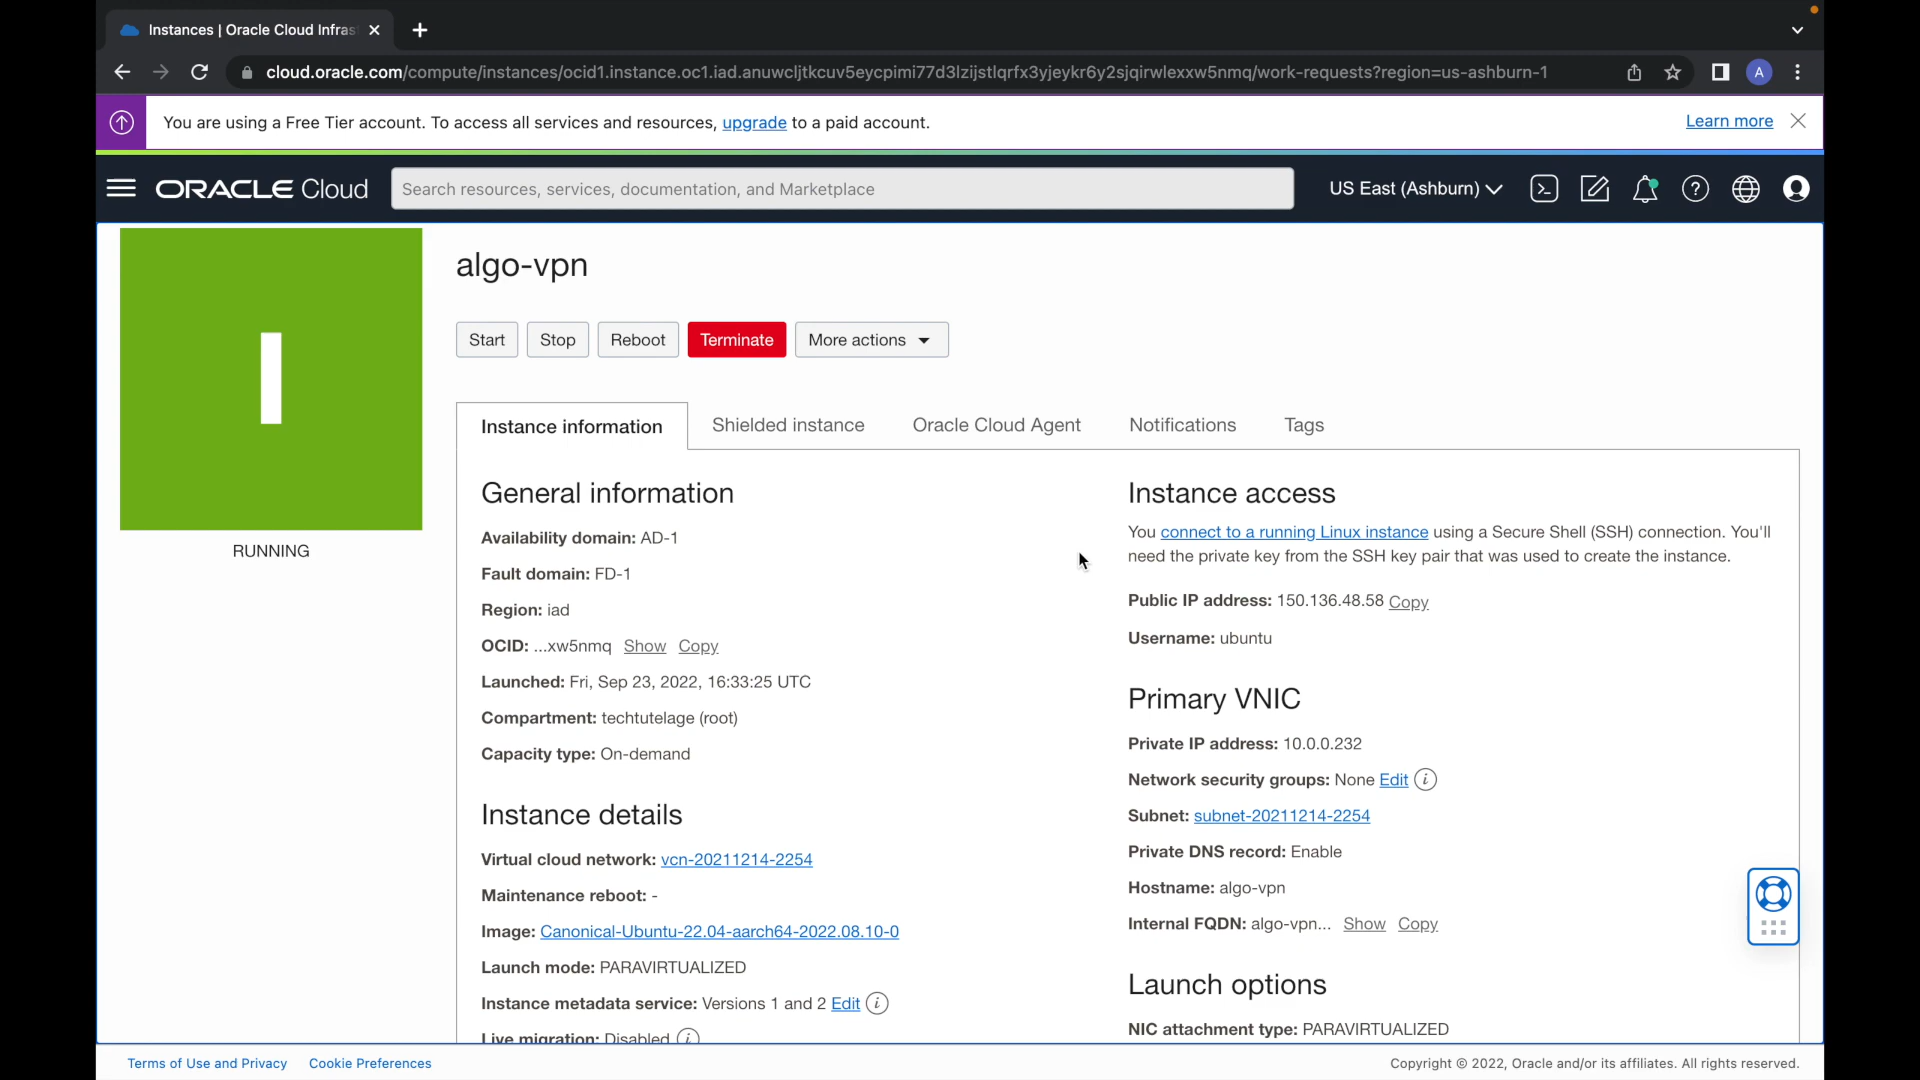 Instances | Oracle Cloud Infras
cloud.oracle.com/compute/instances/ocid1.instance.oc1.iad.anuwcljtkcuv5eycpimi77d3lzijstlqrfx3yjeykr6y2sjqirwlexxw5nmq/work-requests?region=us-ashburn-1
A
You are using a Free Tier account. To access all services and resources, upgrade to a paid account.
Learn more
ORACLE Cloud
Search resources, services, documentation, and Marketplace
US East (Ashburn)
I
RUNNING
algo-vpn
Start Stop Reboot Terminate More actions
Instance information Shielded instance Oracle Cloud Agent Notifications Tags
General information
Availability domain: AD-1
Fault domain: FD-1
Region: iad
OCID: ...xw5nmq Show Copy
Launched: Fri, Sep 23, 2022, 16:33:25 UTC
Compartment: techtutelage (root)
Capacity type: On-demand
Instance details
Virtual cloud network: vcn-20211214-2254
Maintenance reboot: -
Image: Canonical-Ubuntu-22.04-aarch64-2022.08.10-0
Launch mode: PARAVIRTUALIZED
Instance metadata service: Versions 1 and 2 Edit
Live migration: Disabled
Instance access
You connect to a running Linux instance using a Secure Shell (SSH) connection. You'll
need the private key from the SSH key pair that was used to create the instance.
Public IP address: 150.136.48.58 Copy
Username: ubuntu
Primary VNIC
Private IP address: 10.0.0.232
Network security groups: None Edit
Subnet: subnet-20211214-2254
Private DNS record: Enable
Hostname: algo-vpn
Internal FQDN: algo-vpn... Show Copy
Launch options
NIC attachment type: PARAVIRTUALIZED
Terms of Use and Privacy Cookie Preferences
Copyright © 2022, Oracle and/or its affiliates. All rights reserved.